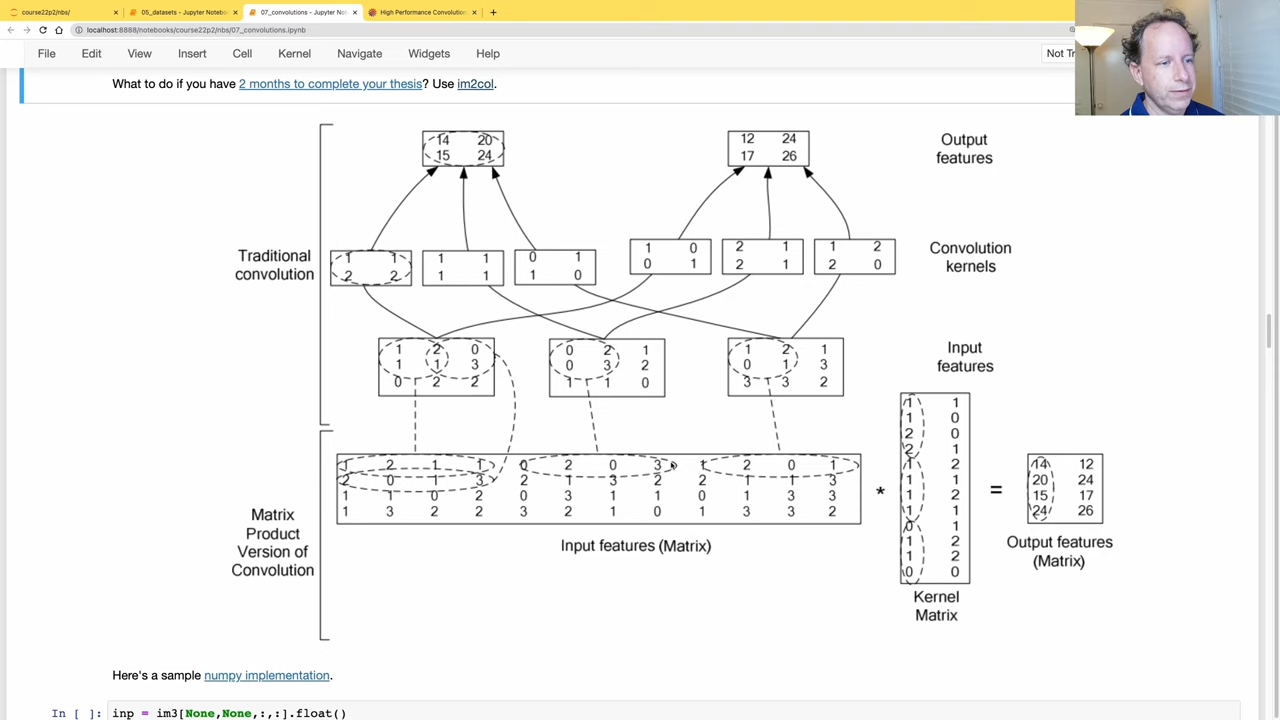 course22p2/nbs/
05_datasets - Jupyter Notebo
07_convolutions - Jupyter Not
High Performance Convolution
localhost:8888/notebooks/course22p2/nbs/07_convolutions.ipynb
File Edit View Insert Cell Kernel Navigate Widgets Help
Not Tr
What to do if you have 2 months to complete your thesis? Use im2col.
14 20
15 24
12 24
17 26
Output
features
Traditional
convolution
1 1
2 2
1 1
1 1
0 1
1 0
1 0
0 1
2 1
2 1
1 2
2 0
Convolution
kernels
1 2 0
1 1 3
0 2 2
0 2 1
0 3 2
1 1 0
1 2 1
0 1 3
3 3 2
Input
features
Matrix
Product
Version of
Convolution
1 2 1 1 0 2 0 3 1 2 0 1
2 0 1 3 2 1 3 2 2 1 1 3
1 1 0 2 0 3 1 1 0 1 3 3
1 3 2 2 3 2 1 0 1 3 3 2
Input features (Matrix)
*
1 1
1 0
2 0
2 1
1 2
1 1
1 2
1 1
0 1
1 2
1 2
0 0
Kernel
Matrix
=
14 12
20 24
15 17
24 26
Output features
(Matrix)
Here's a sample numpy implementation.
In [ ]: inp = im3[None,None,:,:].float()